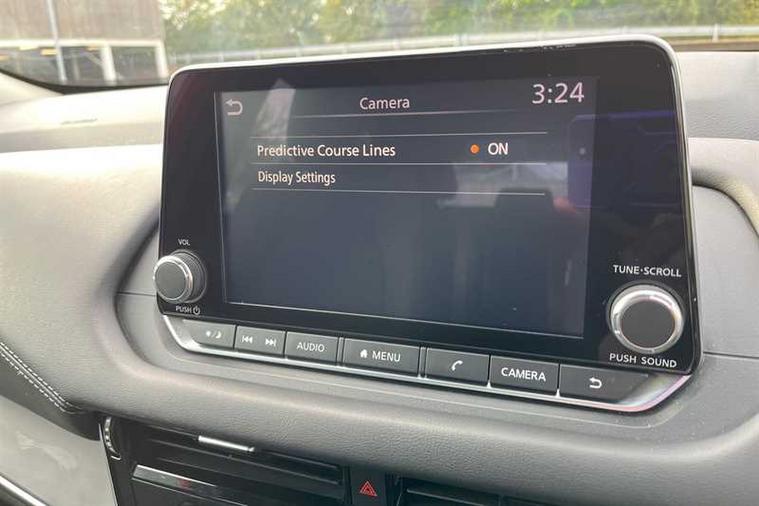 Camera
3:24
Predictive Course Lines
ON
Display Settings
VOL
PUSH
TUNE·SCROLL
PUSH SOUND
AUDIO
MENU
CAMERA